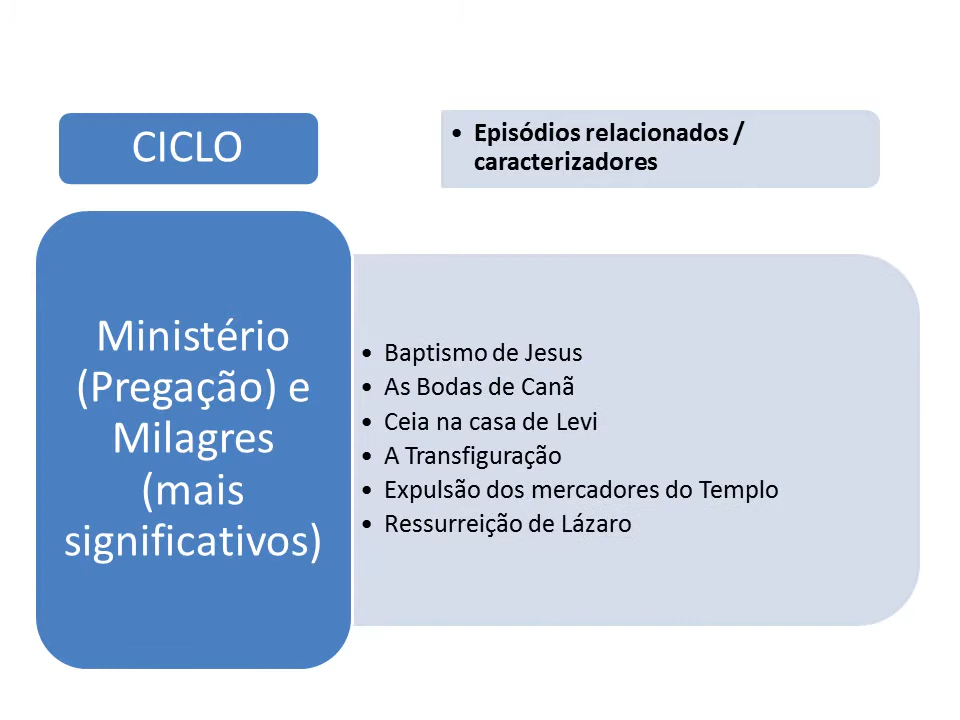 CICLO
• Episódios relacionados /
caracterizadores
Ministério
(Pregação) e
Milagres
(mais
significativos)
• Baptismo de Jesus
• As Bodas de Canã
• Ceia na casa de Levi
• A Transfiguração
• Expulsão dos mercadores do Templo
• Ressurreição de Lázaro